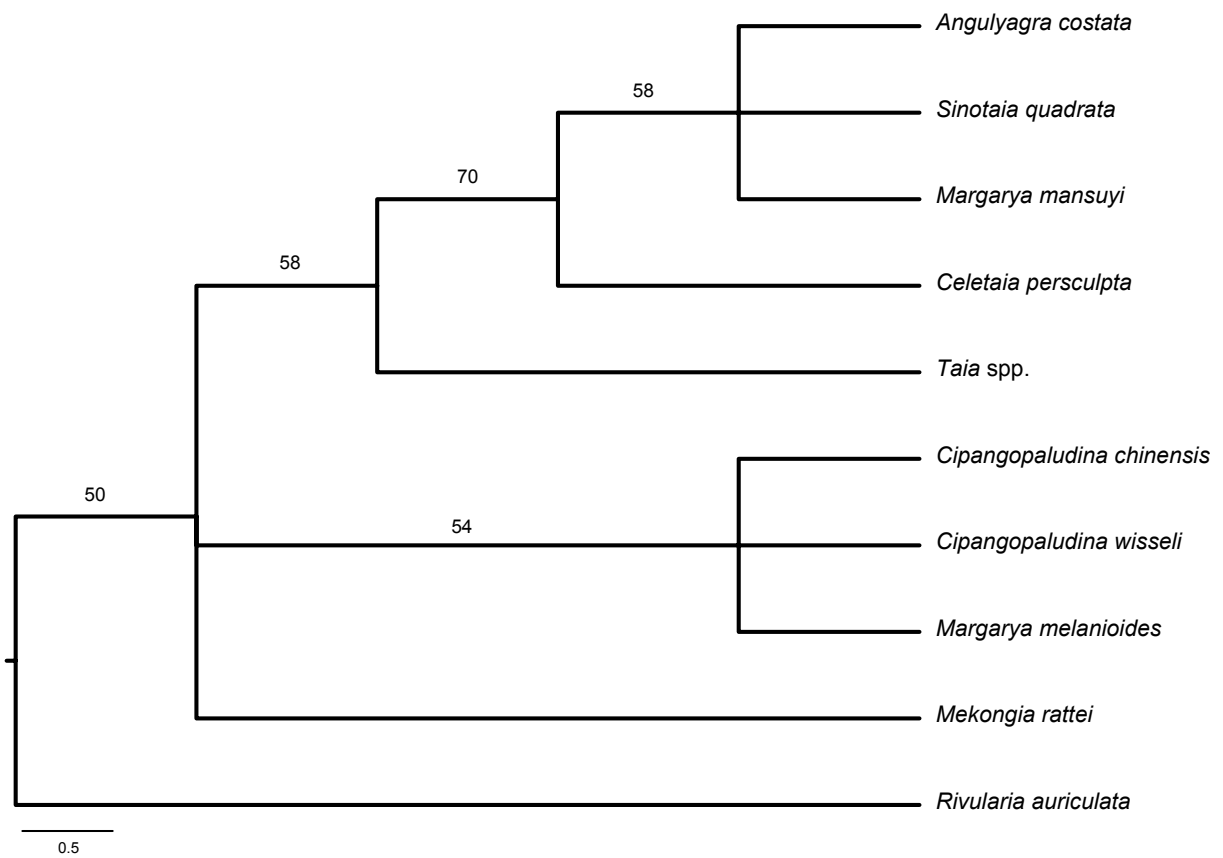 Angulyagra costata
58
Sinotaia quadrata
70
Margarya mansuyi
58
Celetaia persculpta
Taia spp.
Cipangopaludina chinensis
50
54
Cipangopaludina wisseli
Margarya melanioides
Mekongia rattei
Rivularia auriculata
0.5